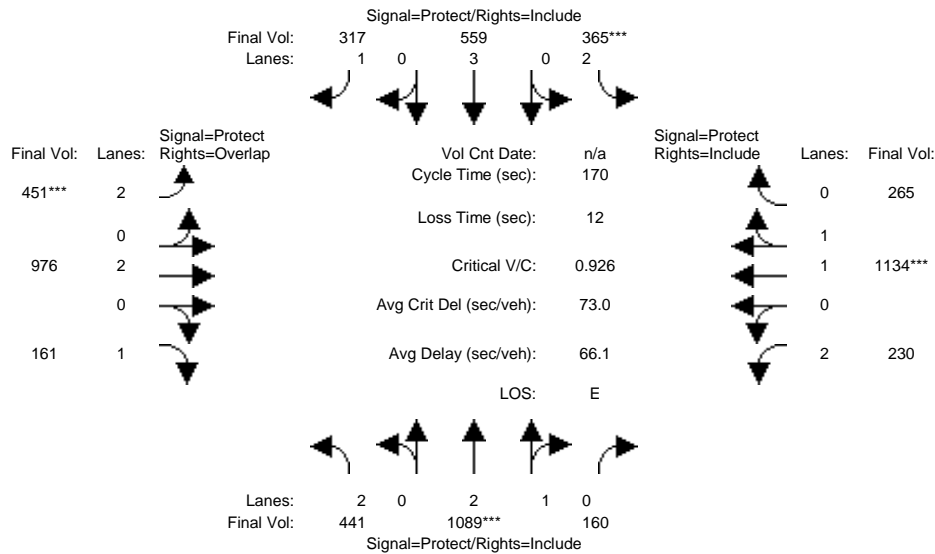 Signal=Protect/Rights=Include
Final Vol: 317 559 365***
Lanes: 1 0 3 0 2
Signal=Protect
Final Vol: Lanes: Rights=Overlap
Vol Cnt Date: n/a
Signal=Protect
Rights=Include Lanes: Final Vol:
Cycle Time (sec): 170
451*** 2
0 265
Loss Time (sec): 12
0
1
976 2
Critical V/C: 0.926
1 1134***
0
Avg Crit Del (sec/veh): 73.0
0
161 1
Avg Delay (sec/veh): 66.1
2 230
LOS: E
Lanes: 2 0 2 1 0
Final Vol: 441 1089*** 160
Signal=Protect/Rights=Include